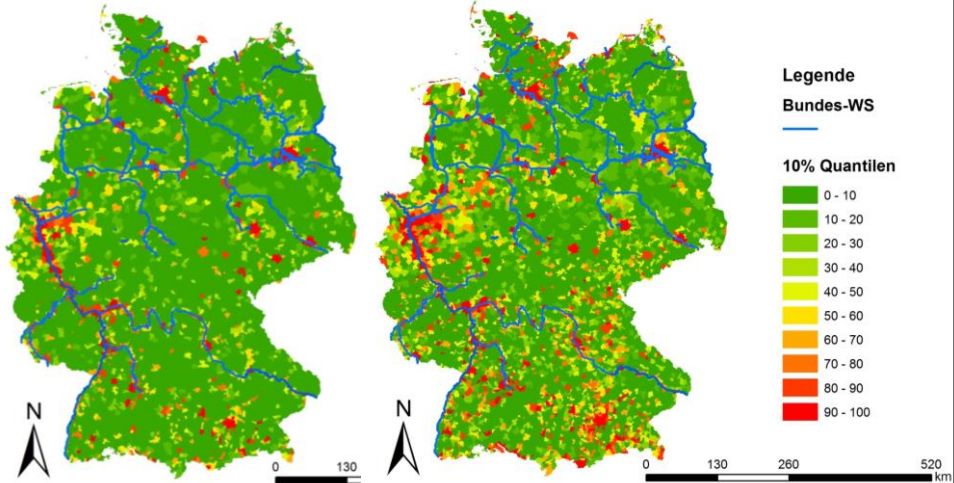 N
0 130
N
0 130 260 520
km
Legende
Bundes-WS
10% Quantilen
0 - 10
10 - 20
20 - 30
30 - 40
40 - 50
50 - 60
60 - 70
70 - 80
80 - 90
90 - 100